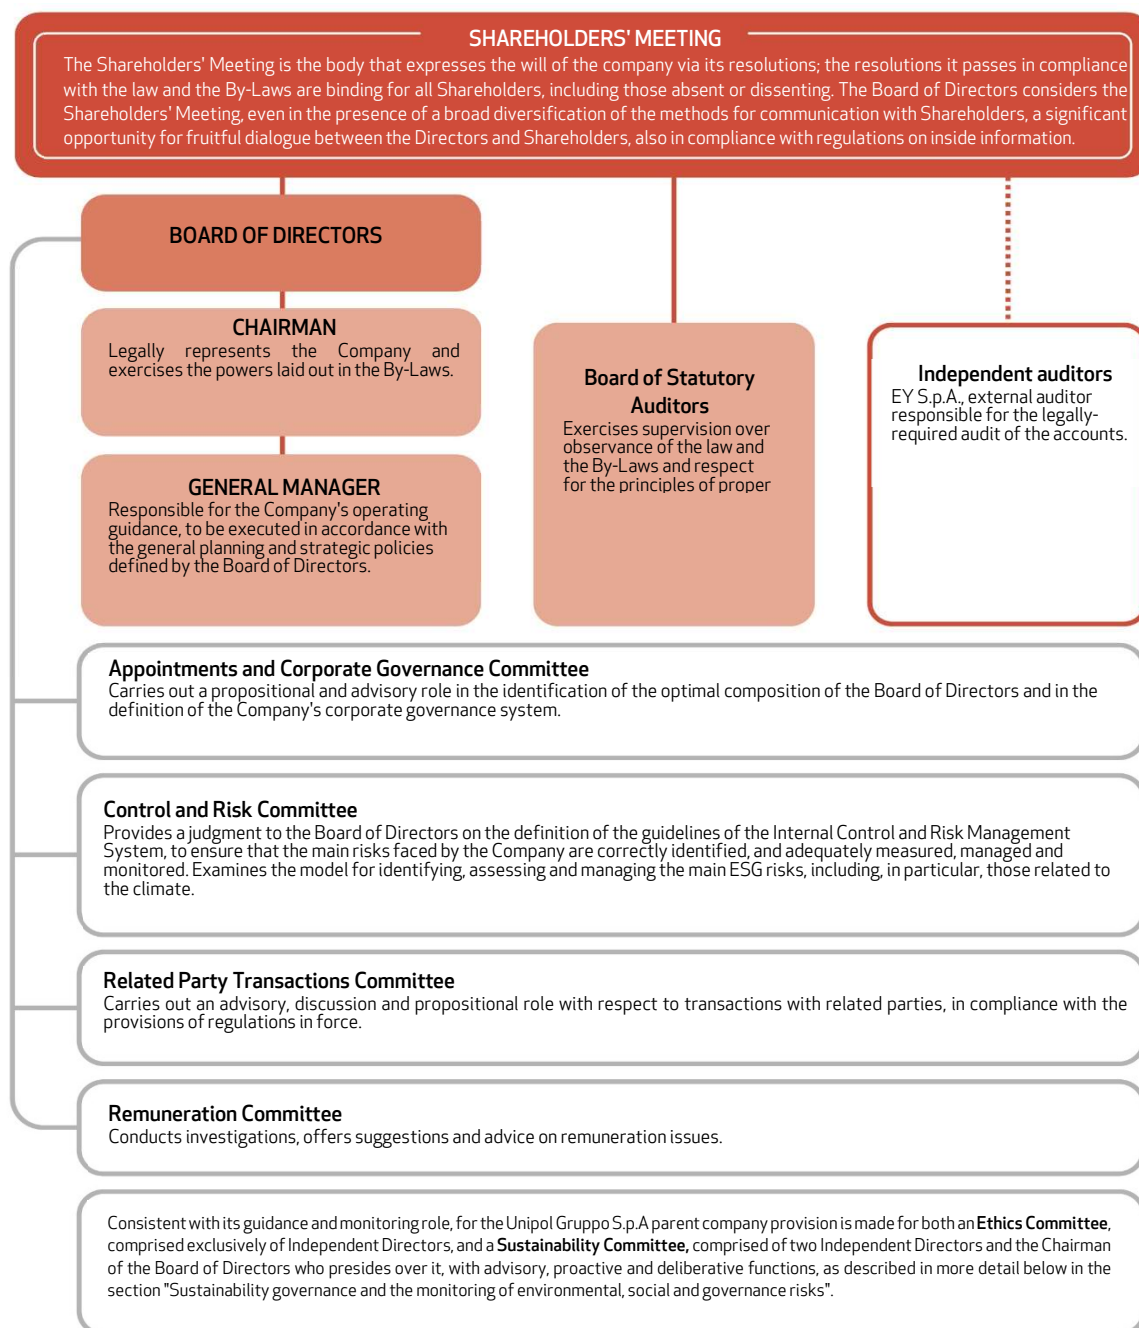 SHAREHOLDERS' MEETING
The Shareholders' Meeting is the body that expresses the will of the company via its resolutions; the resolutions it passes in compliance
with the law and the By-Laws are binding for all Shareholders, including those absent or dissenting. The Board of Directors considers the
Shareholders' Meeting, even in the presence of a broad diversification of the methods for communication with Shareholders, a significant
opportunity for fruitful dialogue between the Directors and Shareholders, also in compliance with regulations on inside information.
BOARD OF DIRECTORS
CHAIRMAN
Legally represents the Company and
exercises the powers laid out in the By-Laws.
GENERAL MANAGER
Responsible for the Company's operating
guidance, to be executed in accordance with
the general planning and strategic policies
defined by the Board of Directors.
Board of Statutory
Auditors
Exercises supervision over
observance of the law and
the By-Laws and respect
for the principles of proper
Independent auditors
EY S.p.A., external auditor
responsible for the legally-
required audit of the accounts.
Appointments and Corporate Governance Committee
Carries out a propositional and advisory role in the identification of the optimal composition of the Board of Directors and in the
definition of the Company's corporate governance system.
Control and Risk Committee
Provides a judgment to the Board of Directors on the definition of the guidelines of the Internal Control and Risk Management
System, to ensure that the main risks faced by the Company are correctly identified, and adequately measured, managed and
monitored. Examines the model for identifying, assessing and managing the main ESG risks, including, in particular, those related to
the climate.
Related Party Transactions Committee
Carries out an advisory, discussion and propositional role with respect to transactions with related parties, in compliance with the
provisions of regulations in force.
Remuneration Committee
Conducts investigations, offers suggestions and advice on remuneration issues.
Consistent with its guidance and monitoring role, for the Unipol Gruppo S.p.A parent company provision is made for both an Ethics Committee,
comprised exclusively of Independent Directors, and a Sustainability Committee, comprised of two Independent Directors and the Chairman
of the Board of Directors who presides over it, with advisory, proactive and deliberative functions, as described in more detail below in the
section "Sustainability governance and the monitoring of environmental, social and governance risks".